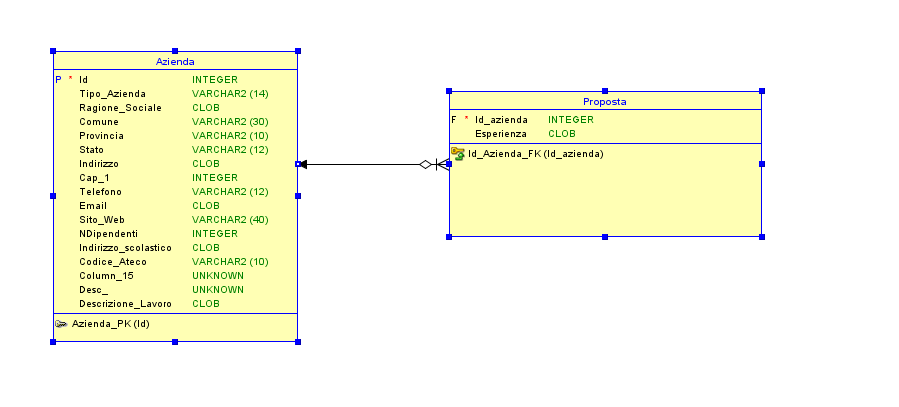 Azienda
P * Id INTEGER
Tipo_Azienda VARCHAR2 (14)
Ragione_Sociale CLOB
Comune VARCHAR2 (30)
Provincia VARCHAR2 (10)
Stato VARCHAR2 (12)
Indirizzo CLOB
Cap_1 INTEGER
Telefono VARCHAR2 (12)
Email CLOB
Sito_Web VARCHAR2 (40)
NDipendenti INTEGER
Indirizzo_scolastico CLOB
Codice_Ateco VARCHAR2 (10)
Column_15 UNKNOWN
Desc_ UNKNOWN
Descrizione_Lavoro CLOB
Azienda_PK (Id)
Proposta
F * Id_azienda INTEGER
Esperienza CLOB
Id_Azienda_FK (Id_azienda)